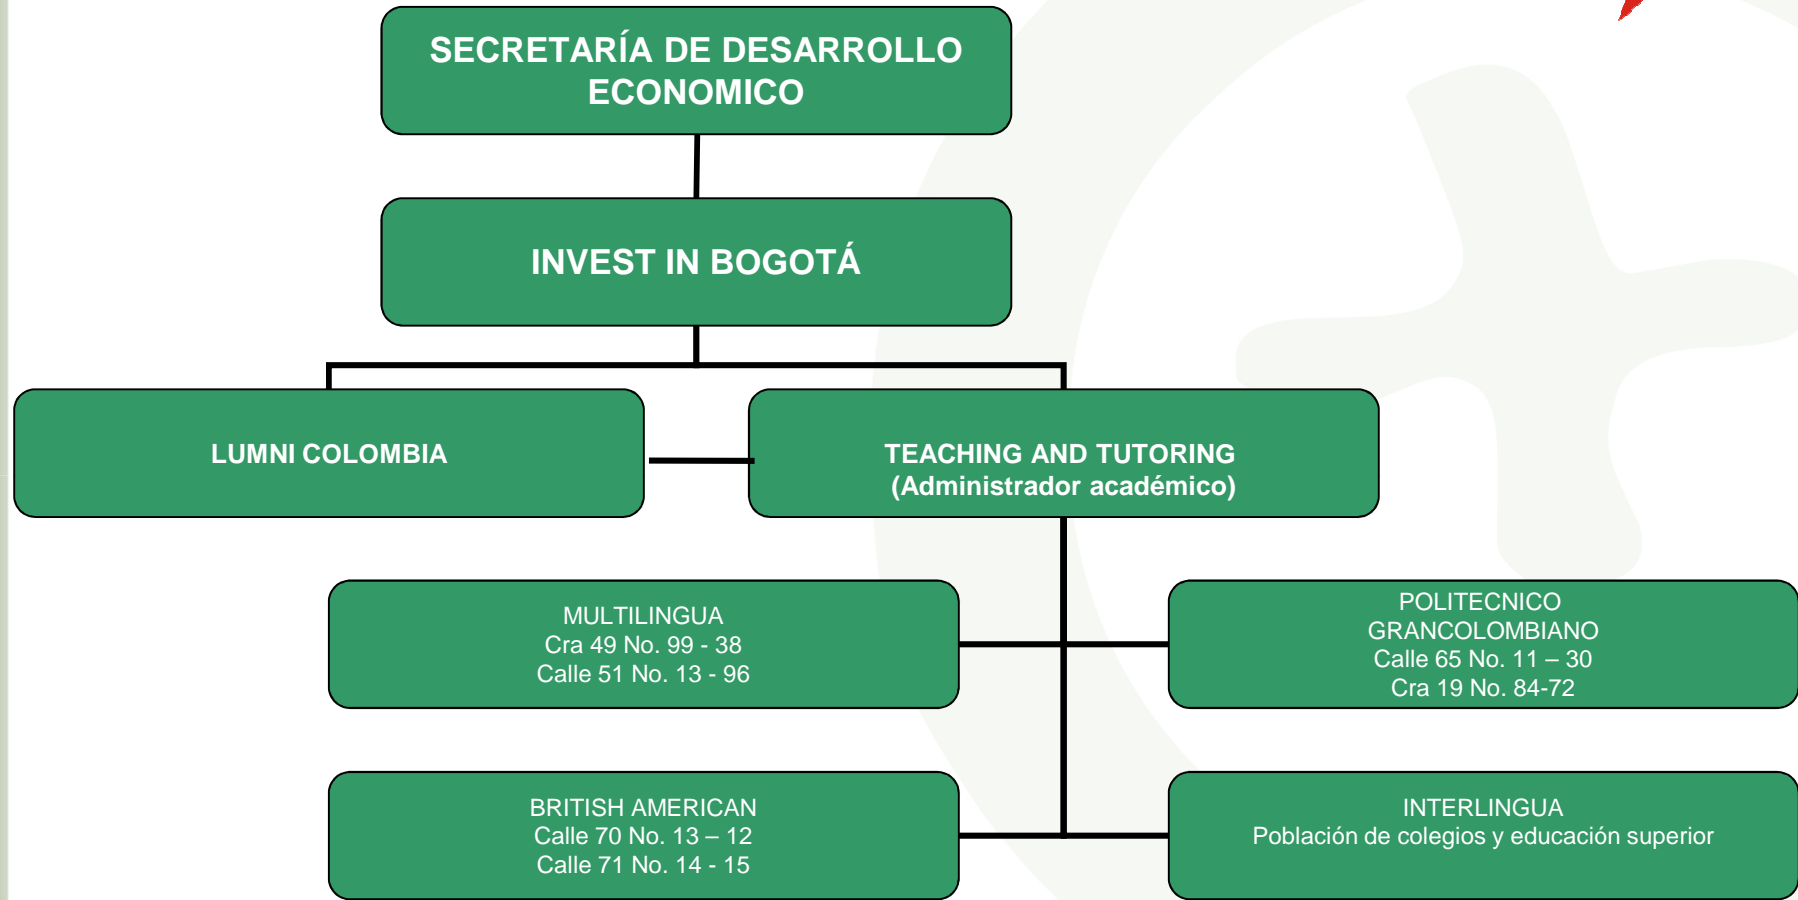 SECRETARÍA DE DESARROLLO
ECONOMICO
INVEST IN BOGOTÁ
LUMNI COLOMBIA
TEACHING AND TUTORING
(Administrador académico)
MULTILINGUA
Cra 49 No. 99 - 38
Calle 51 No. 13 - 96
POLITECNICO
GRANCOLOMBIANO
Calle 65 No. 11 – 30
Cra 19 No. 84-72
BRITISH AMERICAN
Calle 70 No. 13 – 12
Calle 71 No. 14 - 15
INTERLINGUA
Población de colegios y educación superior